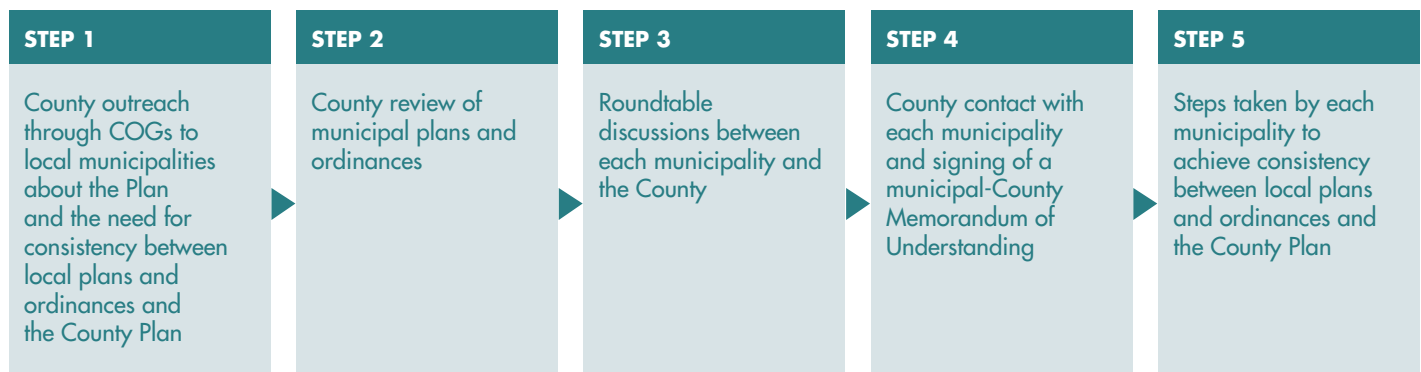 STEP 1
County outreach
through COGs to
local municipalities
about the Plan
and the need for
consistency between
local plans and
ordinances and
the County Plan
STEP 2
County review of
municipal plans and
ordinances
STEP 3
Roundtable
discussions between
each municipality and
the County
STEP 4
County contact with
each municipality
and signing of a
municipal-County
Memorandum of
Understanding
STEP 5
Steps taken by each
municipality to
achieve consistency
between local plans
and ordinances and
the County Plan